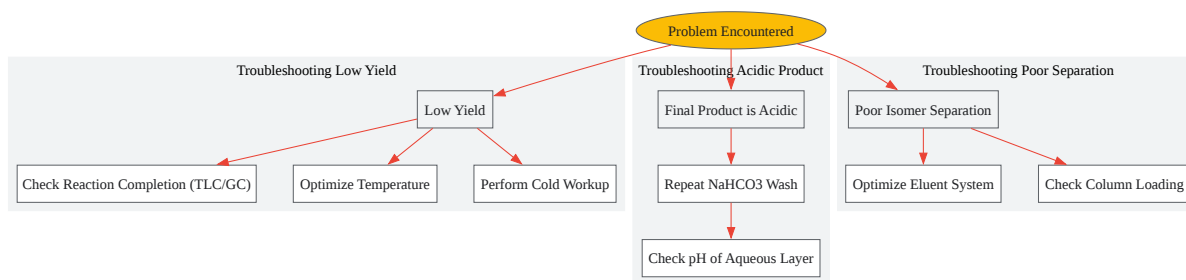 Problem Encountered
Troubleshooting Low Yield
Troubleshooting Acidic Product
Troubleshooting Poor Separation
Low Yield
Final Product is Acidic
Poor Isomer Separation
Check Reaction Completion (TLC/GC)
Optimize Temperature
Perform Cold Workup
Repeat NaHCO3 Wash
Optimize Eluent System
Check Column Loading
Check pH of Aqueous Layer